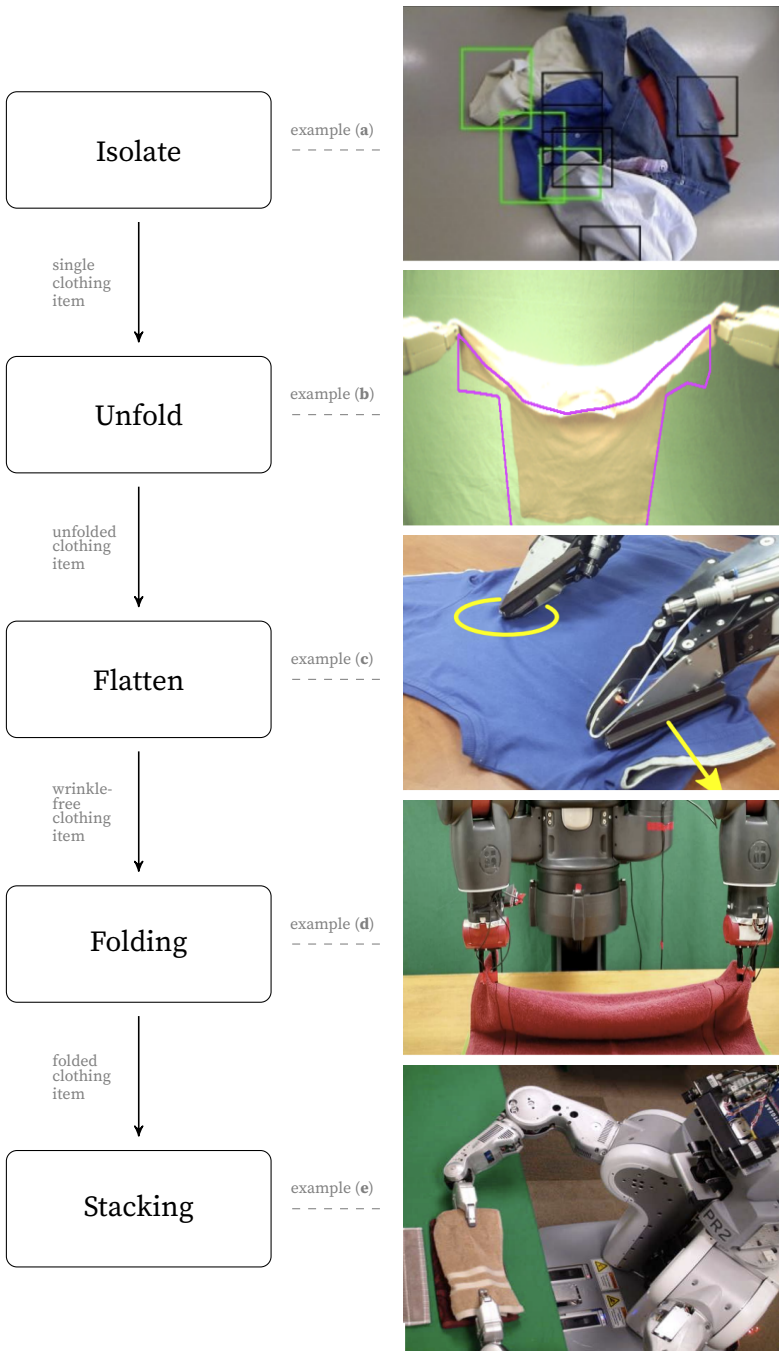 Isolate
example (a)
single
clothing
item
Unfold
example (b)
unfolded
clothing
item
Flatten
example (c)
wrinkle-
free
clothing
item
Folding
example (d)
folded
clothing
item
Stacking
example (e)
PR2